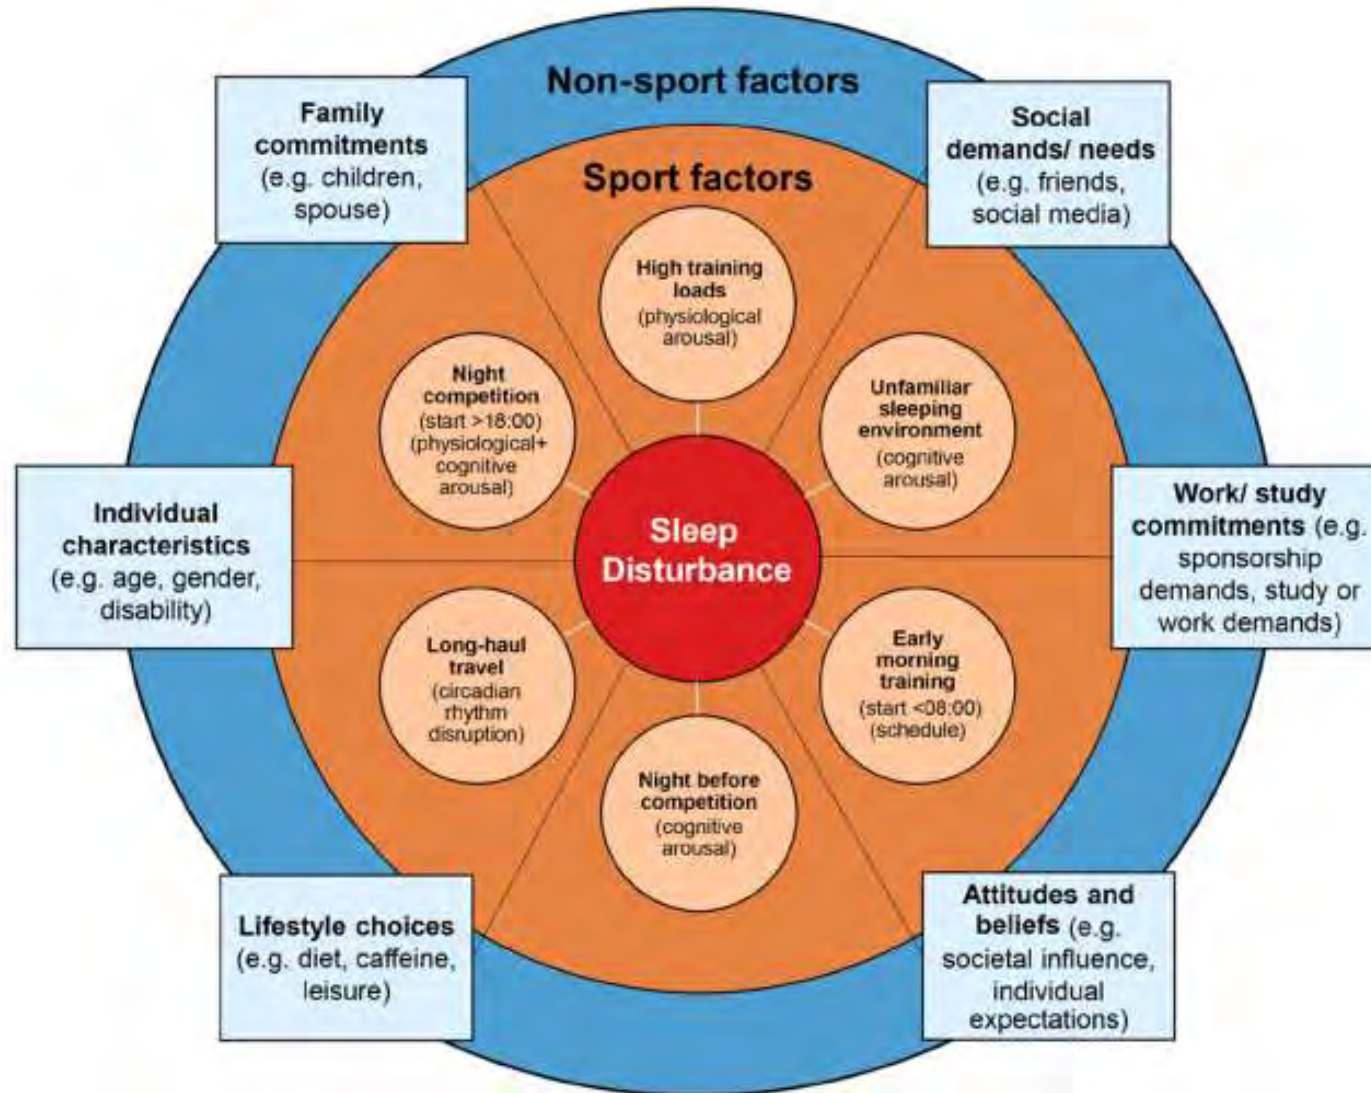 Non-sport factors
Family
commitments
(e.g. children,
spouse)
Social
demands/ needs
(e.g. friends,
social media)
Sport factors
High training
loads
(physiological
arousal)
Night
competition
(start >18:00)
(physiological+
cognitive
arousal)
Unfamiliar
sleeping
environment
(cognitive
arousal)
Individual
characteristics
(e.g. age, gender,
disability)
Sleep
Disturbance
Work/ study
commitments (e.g.
sponsorship
demands, study or
work demands)
Long-haul
travel
(circadian
rhythm
disruption)
Early
morning
training
(start <08:00)
(schedule)
Night before
competition
(cognitive
arousal)
Lifestyle choices
(e.g. diet, caffeine,
leisure)
Attitudes and
beliefs (e.g.
societal influence,
individual
expectations)